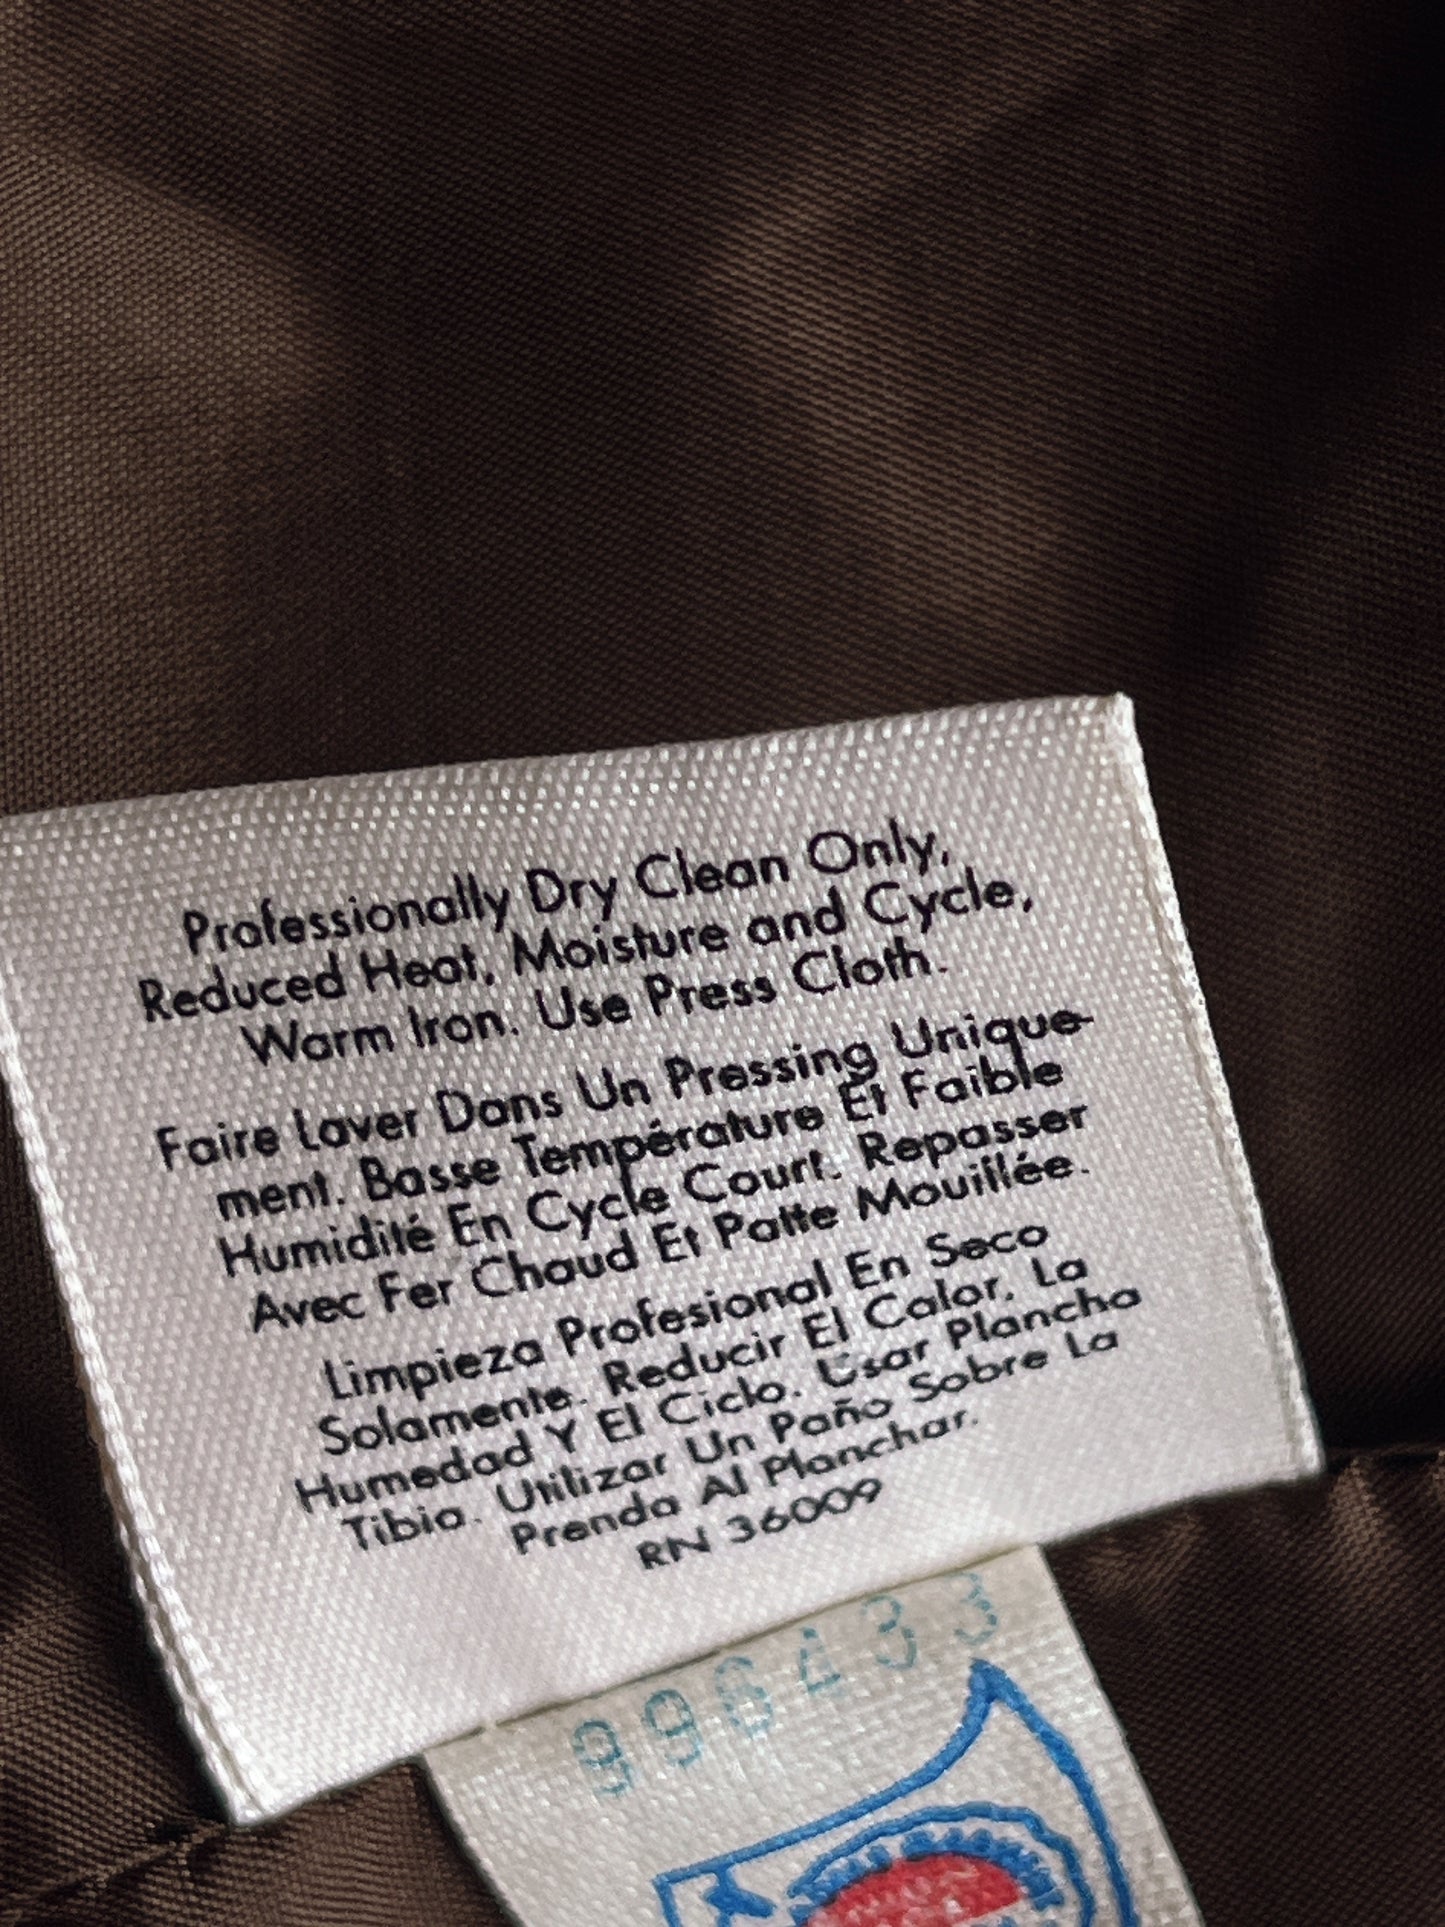 Professionally Dry Clean Only,
Reduced Heat, Moisture and Cycle,
Warm Iron. Use Press Cloth.
Faire Laver Dans Un Pressing Unique-
ment. Basse Température Et Faible
Humidité En Cycle Court. Repasser
Avec Fer Chaud Et Patte Mouillée.
Limpieza Profesional En Seco
Solamente. Reducir El Calor, La
Humedad Y El Ciclo. Usar Plancha
Tibia. Utilizar Un Paño Sobre La
Prenda Al Planchar.
RN 36009
996433